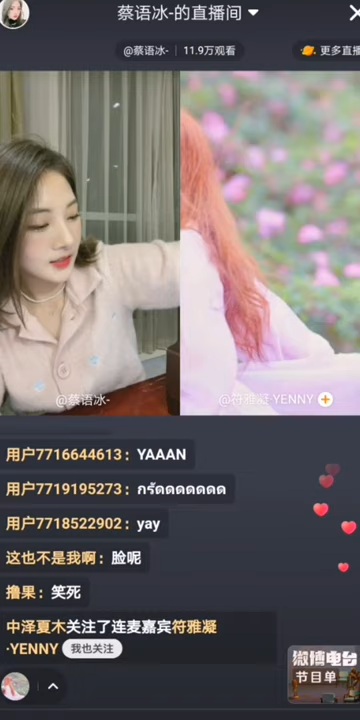 蔡语冰-的直播间
@蔡语冰- 11.9万观看
更多直播
@蔡语冰-
@符雅凝·YENNY
用户7716644613：YAAAN
用户7719195273：กรี๊ดดดดดดดด
用户7718522902：yay
这也不是我啊：脸呢
撸果：笑死
中泽夏木关注了连麦嘉宾符雅凝
·YENNY 我也关注
微博电台
节目单